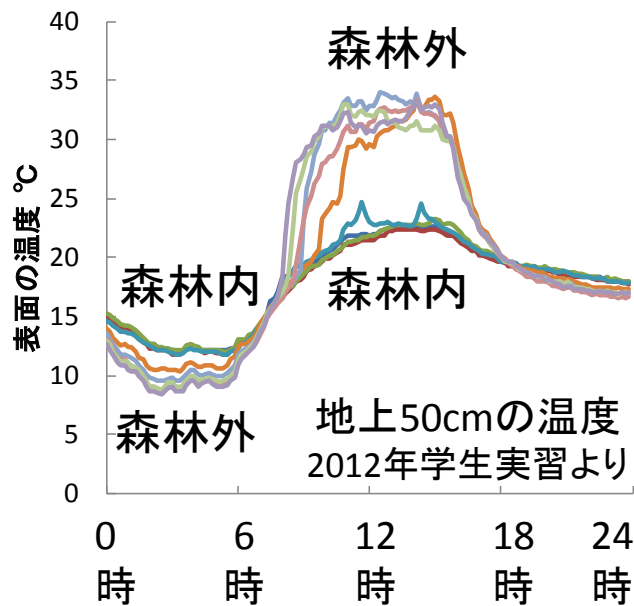 40
35
30
25
20
15
10
5
0
表面の温度 ℃
森林外
森林内
森林内
森林外
地上50cmの温度
2012年学生実習より
0 6 12 18 24
時 時 時 時 時